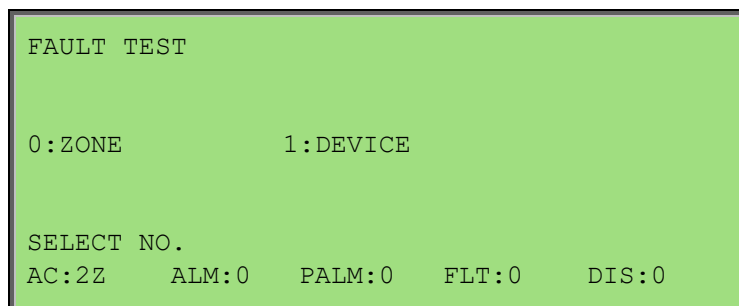 FAULT TEST
0:ZONE 1:DEVICE
SELECT NO.
AC:2Z ALM:0 PALM:0 FLT:0 DIS:0